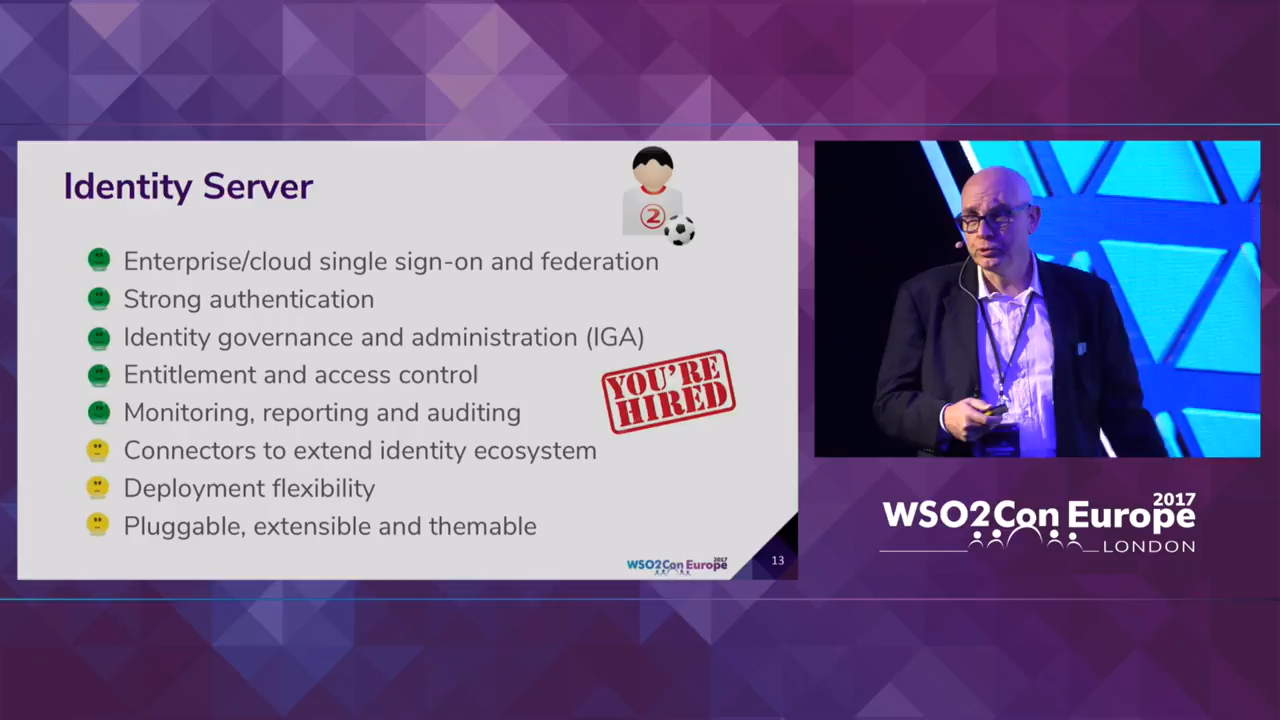 Identity Server
2
Enterprise/cloud single sign-on and federation
Strong authentication
Identity governance and administration (IGA)
Entitlement and access control
Monitoring, reporting and auditing
Connectors to extend identity ecosystem
Deployment flexibility
Pluggable, extensible and themable
YOU'RE
HIRED
2017
WSO2Con Europe
13
2017
WSO2Con Europe
LONDON